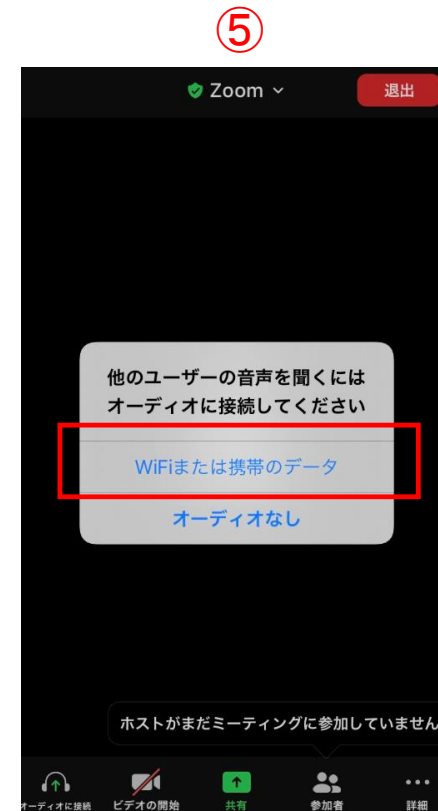 ⑤
Zoom
退出
他のユーザーの音声を聞くには
オーディオに接続してください
WiFiまたは携帯のデータ
オーディオなし
ホストがまだミーティングに参加していません
ーディオに接続 ビデオの開始 共有 参加者 詳細